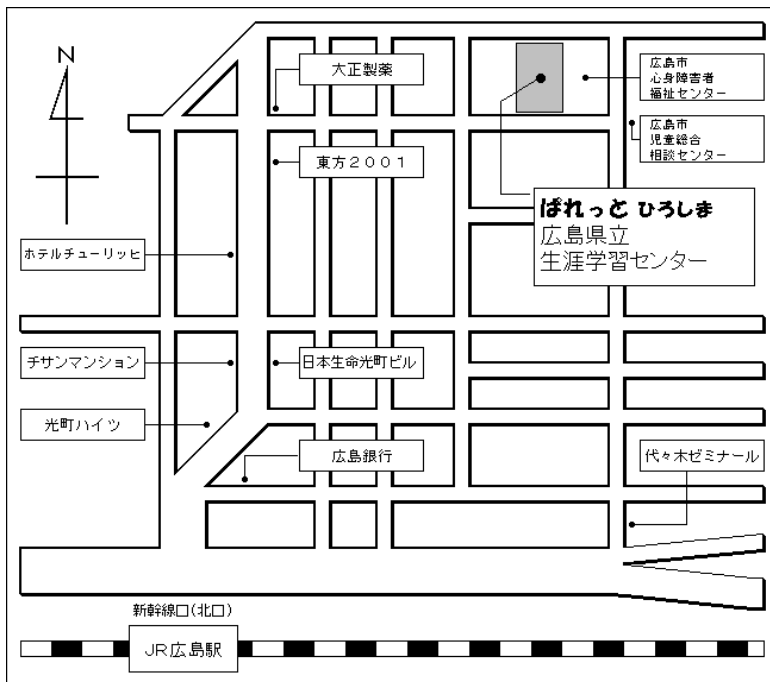 N
大正製薬
広島市
心身障害者
福祉センター
広島市
児童総合
相談センター
東方２００１
ぱれっと ひろしま
広島県立
生涯学習センター
ホテルチューリッヒ
チサンマンション
日本生命光町ビル
光町ハイツ
広島銀行
代々木ゼミナール
新幹線口(北口)
JR広島駅